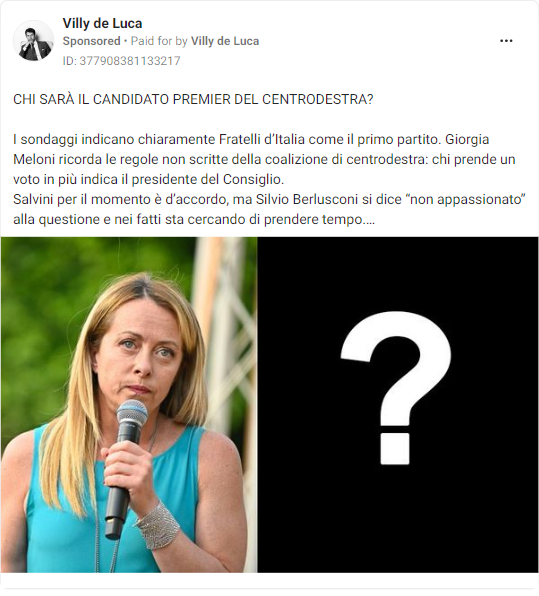 Villy de Luca
Sponsored • Paid for by Villy de Luca
ID: 377908381133217
CHI SARÀ IL CANDIDATO PREMIER DEL CENTRODESTRA?
I sondaggi indicano chiaramente Fratelli d’Italia come il primo partito. Giorgia
Meloni ricorda le regole non scritte della coalizione di centrodestra: chi prende un
voto in più indica il presidente del Consiglio.
Salvini per il momento è d’accordo, ma Silvio Berlusconi si dice “non appassionato”
alla questione e nei fatti sta cercando di prendere tempo....
?